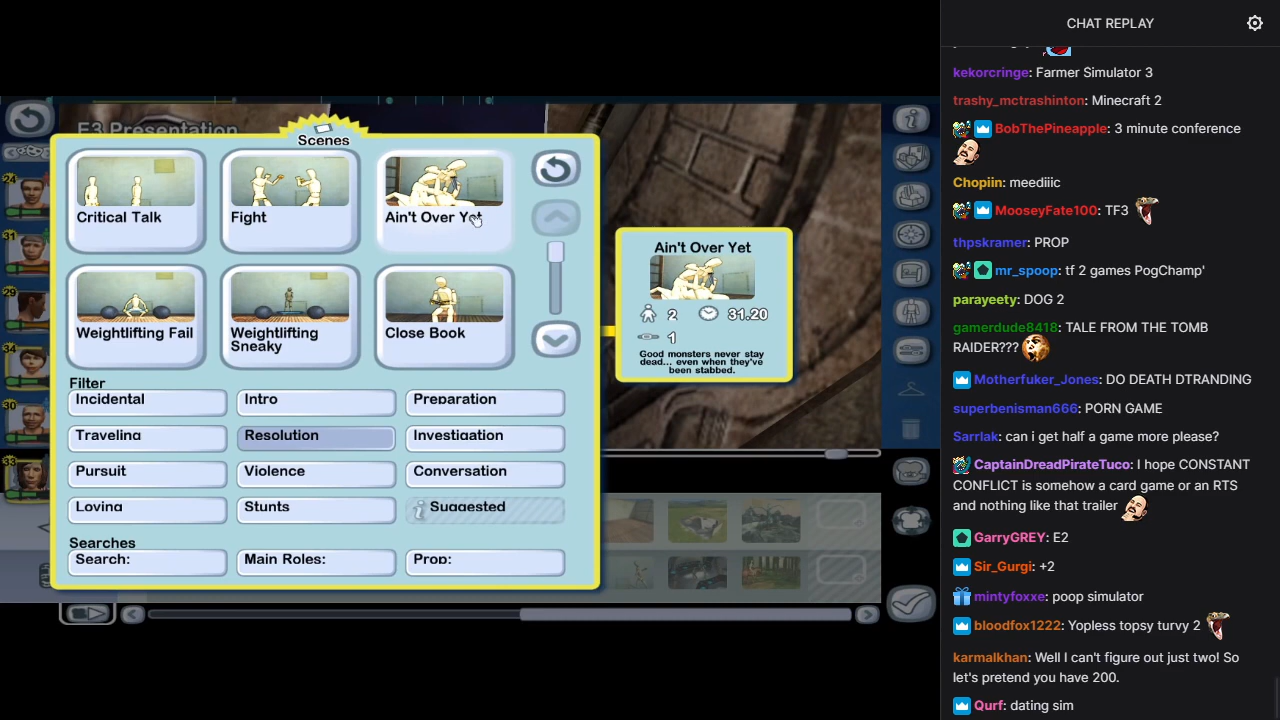 E3 Presentation
Scenes
Critical Talk
Fight
Ain't Over Yet
Weightlifting Fail
Weightlifting
Sneaky
Close Book
Filter
Incidental
Intro
Preparation
Traveling
Resolution
Investigation
Pursuit
Violence
Conversation
Loving
Stunts
Suggested
Searches
Search:
Main Roles:
Prop:
24
31
29
34
30
33
Ain't Over Yet
2
31.20
1
Good monsters never stay
dead... even when they've
been stabbed.
CHAT REPLAY
kekorcringe: Farmer Simulator 3
trashy_mctrashinton: Minecraft 2
BobThePineapple: 3 minute conference
Chopiin: meediiic
MooseyFate100: TF3
thpskramer: PROP
mr_spoop: tf 2 games PogChamp'
parayeety: DOG 2
gamerdude8418: TALE FROM THE TOMB
RAIDER???
Motherfuker_Jones: DO DEATH DTRANDING
superbenisman666: PORN GAME
Sarrlak: can i get half a game more please?
CaptainDreadPirateTuco: I hope CONSTANT
CONFLICT is somehow a card game or an RTS
and nothing like that trailer
GarryGREY: E2
Sir_Gurgi: +2
mintyfoxxe: poop simulator
bloodfox1222: Yopless topsy turvy 2
karmalkhan: Well I can't figure out just two! So
let's pretend you have 200.
Qurf: dating sim